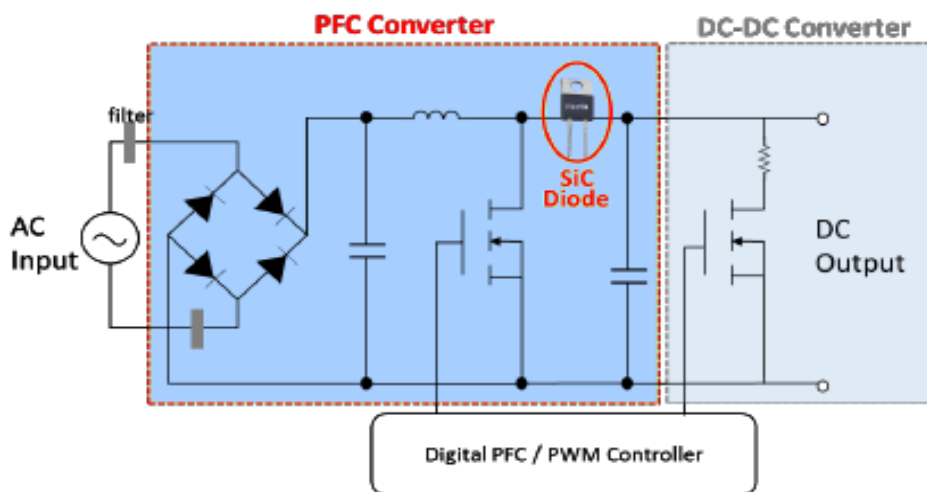 PFC Converter
DC-DC Converter
filter
SiC
Diode
AC
Input
DC
Output
Digital PFC / PWM Controller